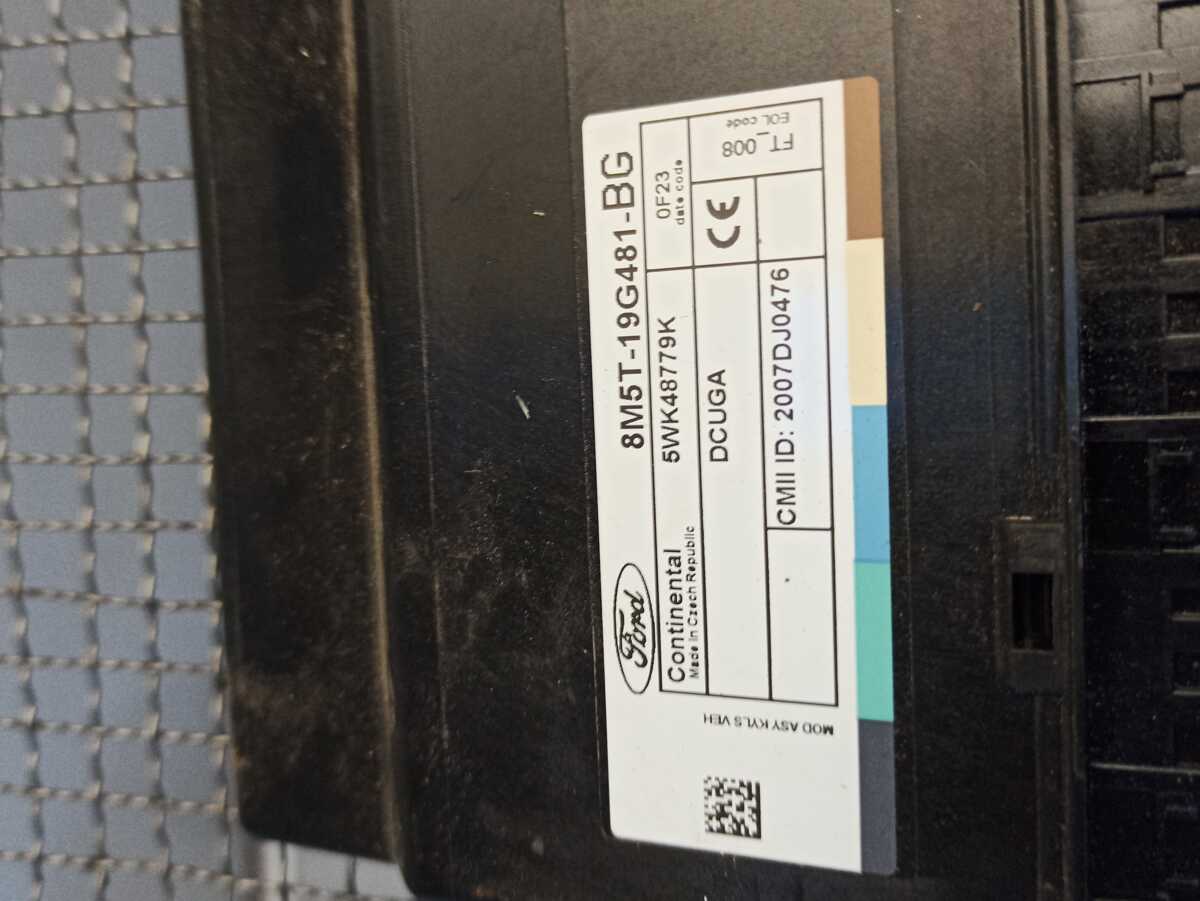 Ford
8M5T-19G481-BG
Continental
Made in Czech Republic
5WK48779K
0F23
date code
DCUGA
CE
FT_008
EOL code
CMII ID: 2007DJ0476
MOD ASY KYLS VEH